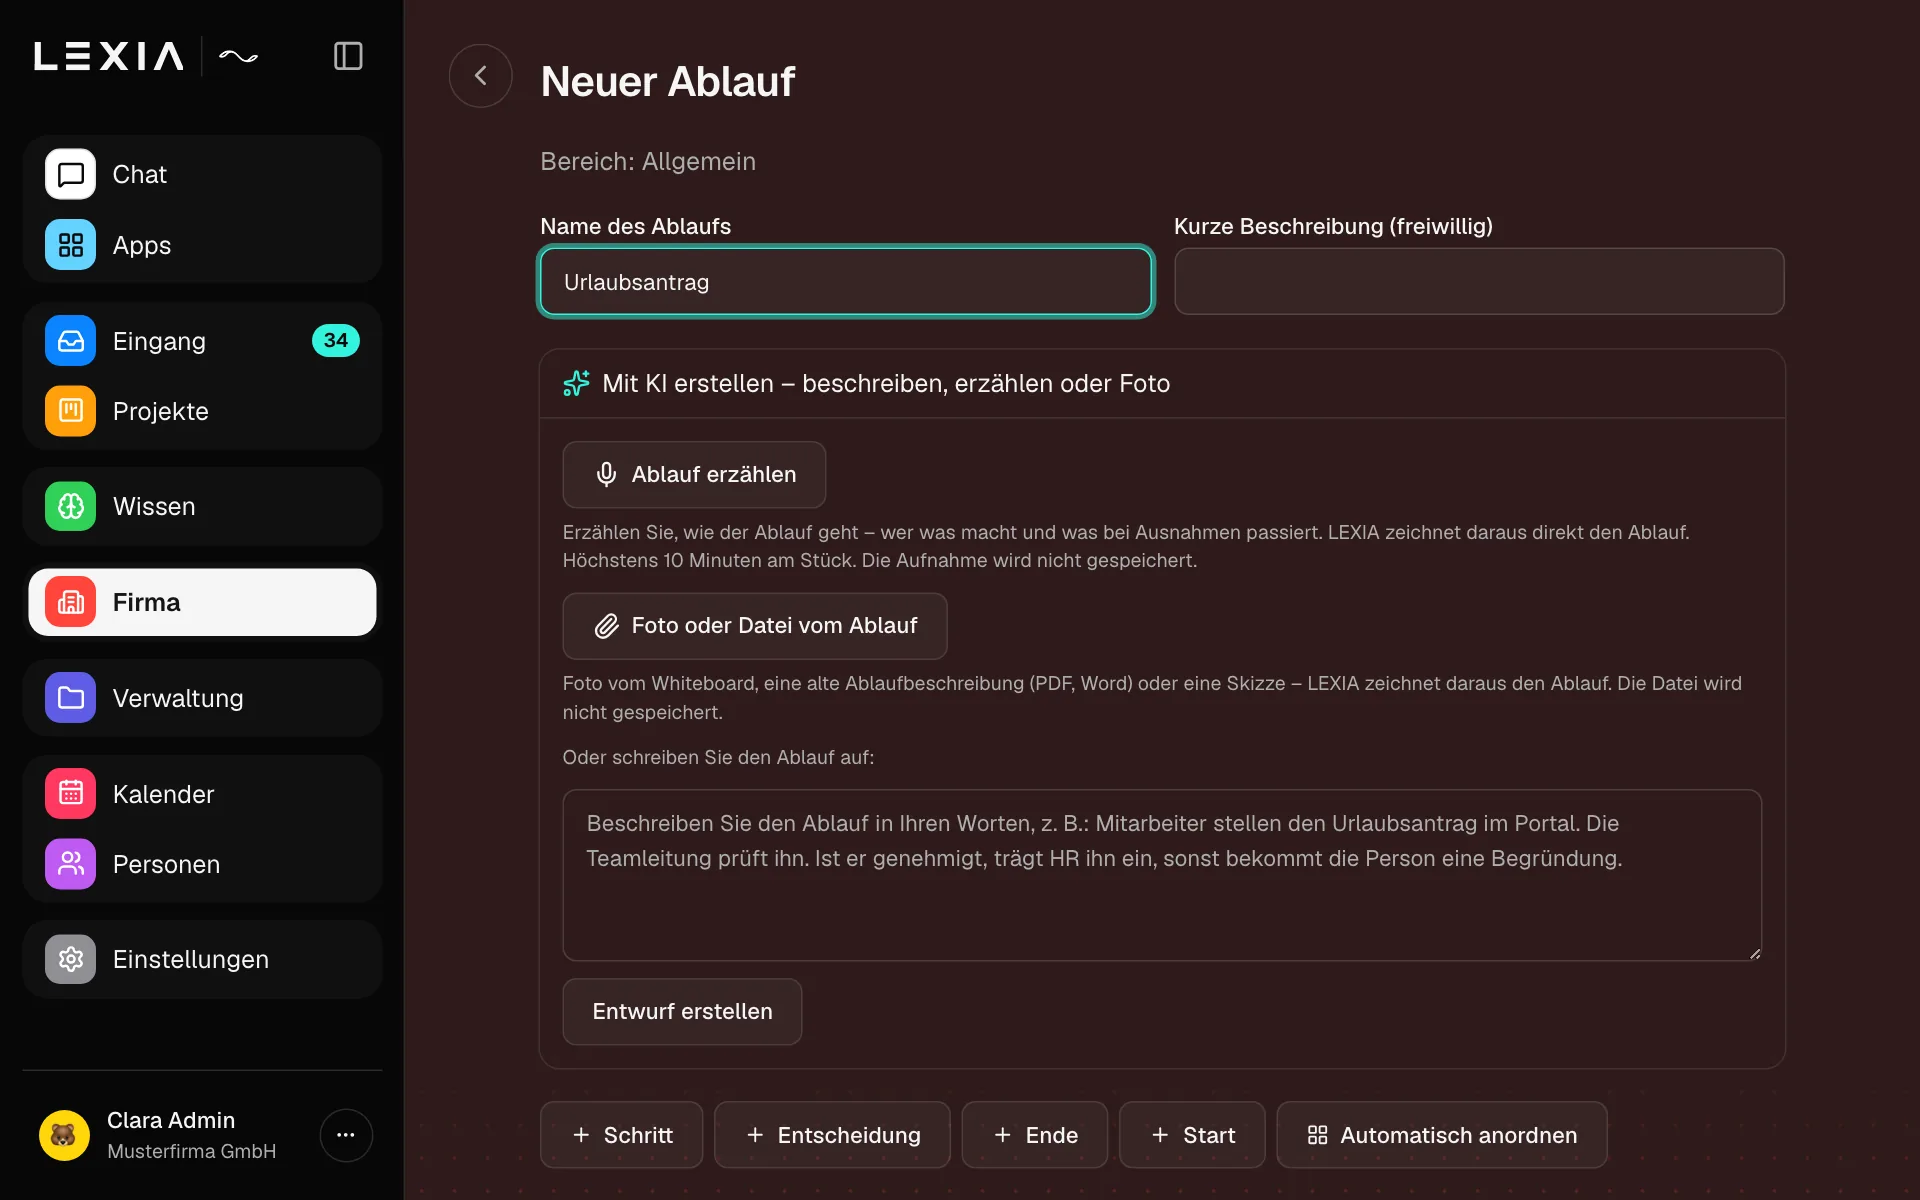 LEXIA
Chat
Apps
Eingang
34
Projekte
Wissen
Firma
Verwaltung
Kalender
Personen
Einstellungen
Clara Admin
Musterfirma GmbH
Neuer Ablauf
Bereich: Allgemein
Name des Ablaufs
Urlaubsantrag
Kurze Beschreibung (freiwillig)
Mit KI erstellen – beschreiben, erzählen oder Foto
Ablauf erzählen
Erzählen Sie, wie der Ablauf geht – wer was macht und was bei Ausnahmen passiert. LEXIA zeichnet daraus direkt den Ablauf.
Höchstens 10 Minuten am Stück. Die Aufnahme wird nicht gespeichert.
Foto oder Datei vom Ablauf
Foto vom Whiteboard, eine alte Ablaufbeschreibung (PDF, Word) oder eine Skizze – LEXIA zeichnet daraus den Ablauf. Die Datei wird
nicht gespeichert.
Oder schreiben Sie den Ablauf auf:
Beschreiben Sie den Ablauf in Ihren Worten, z. B.: Mitarbeiter stellen den Urlaubsantrag im Portal. Die
Teamleitung prüft ihn. Ist er genehmigt, trägt HR ihn ein, sonst bekommt die Person eine Begründung.
Entwurf erstellen
+ Schritt
+ Entscheidung
+ Ende
+ Start
Automatisch anordnen